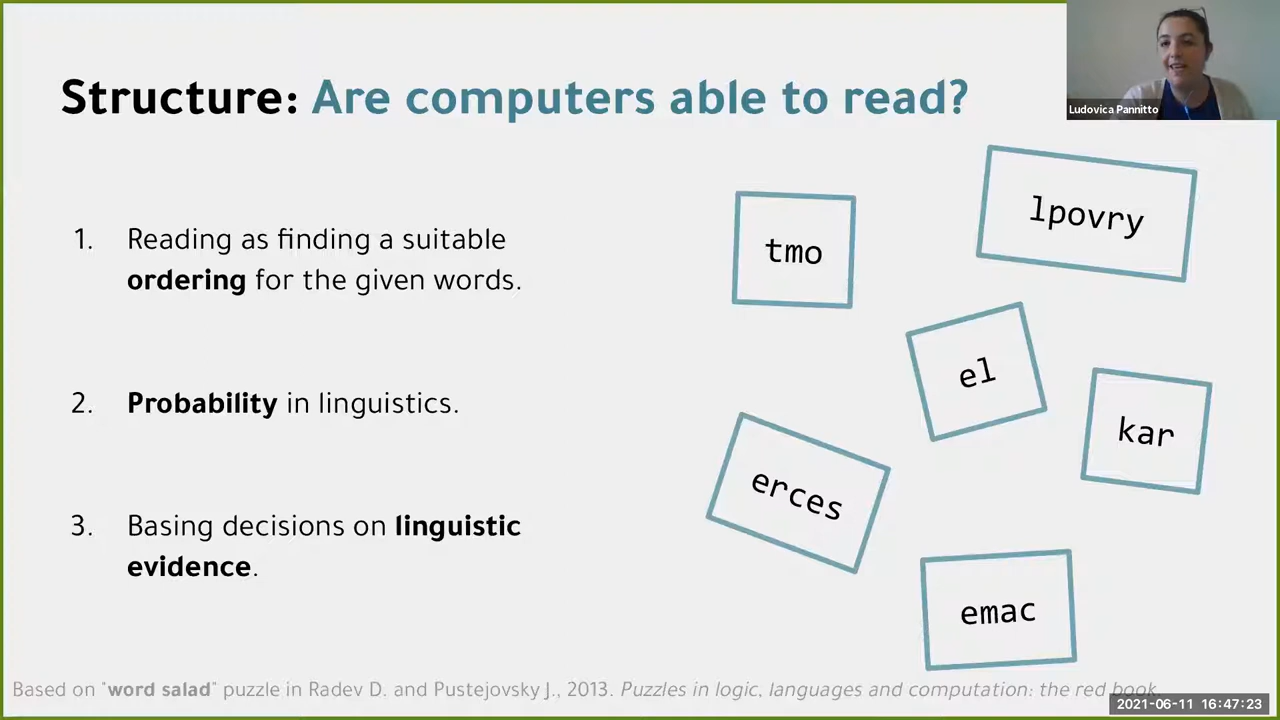 Structure: Are computers able to read?
Ludovica Pannitto
1. Reading as finding a suitable
ordering for the given words.
2. Probability in linguistics.
3. Basing decisions on linguistic
evidence.
tmo
lpovry
el
kar
erces
emac
Based on "word salad" puzzle in Radev D. and Pustejovsky J., 2013. Puzzles in logic, languages and computation: the red book.
2021-06-11 16:47:23